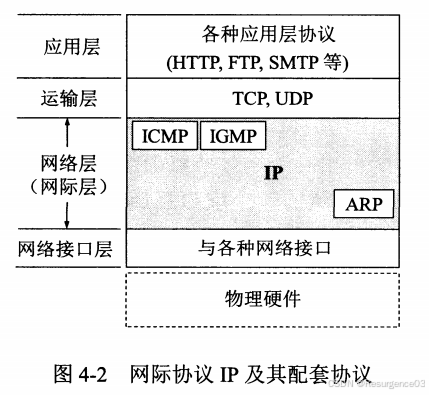 应用层
各种应用层协议
(HTTP, FTP, SMTP 等)
运输层
TCP, UDP
ICMP
IGMP
网络层
(网际层)
IP
ARP
网络接口层
与各种网络接口
物理硬件
图 4-2 网际协议 IP 及其配套协议
CSDN @Resurgence03